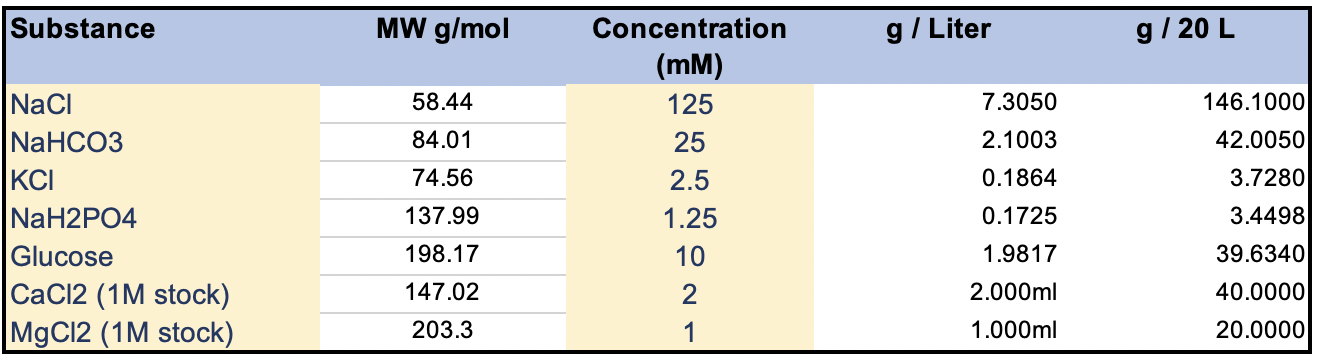 Substance MW g/mol Concentration (mM) g / Liter g / 20 L
NaCl 58.44 125 7.3050 146.1000
NaHCO3 84.01 25 2.1003 42.0050
KCl 74.56 2.5 0.1864 3.7280
NaH2PO4 137.99 1.25 0.1725 3.4498
Glucose 198.17 10 1.9817 39.6340
CaCl2 (1M stock) 147.02 2 2.000ml 40.0000
MgCl2 (1M stock) 203.3 1 1.000ml 20.0000